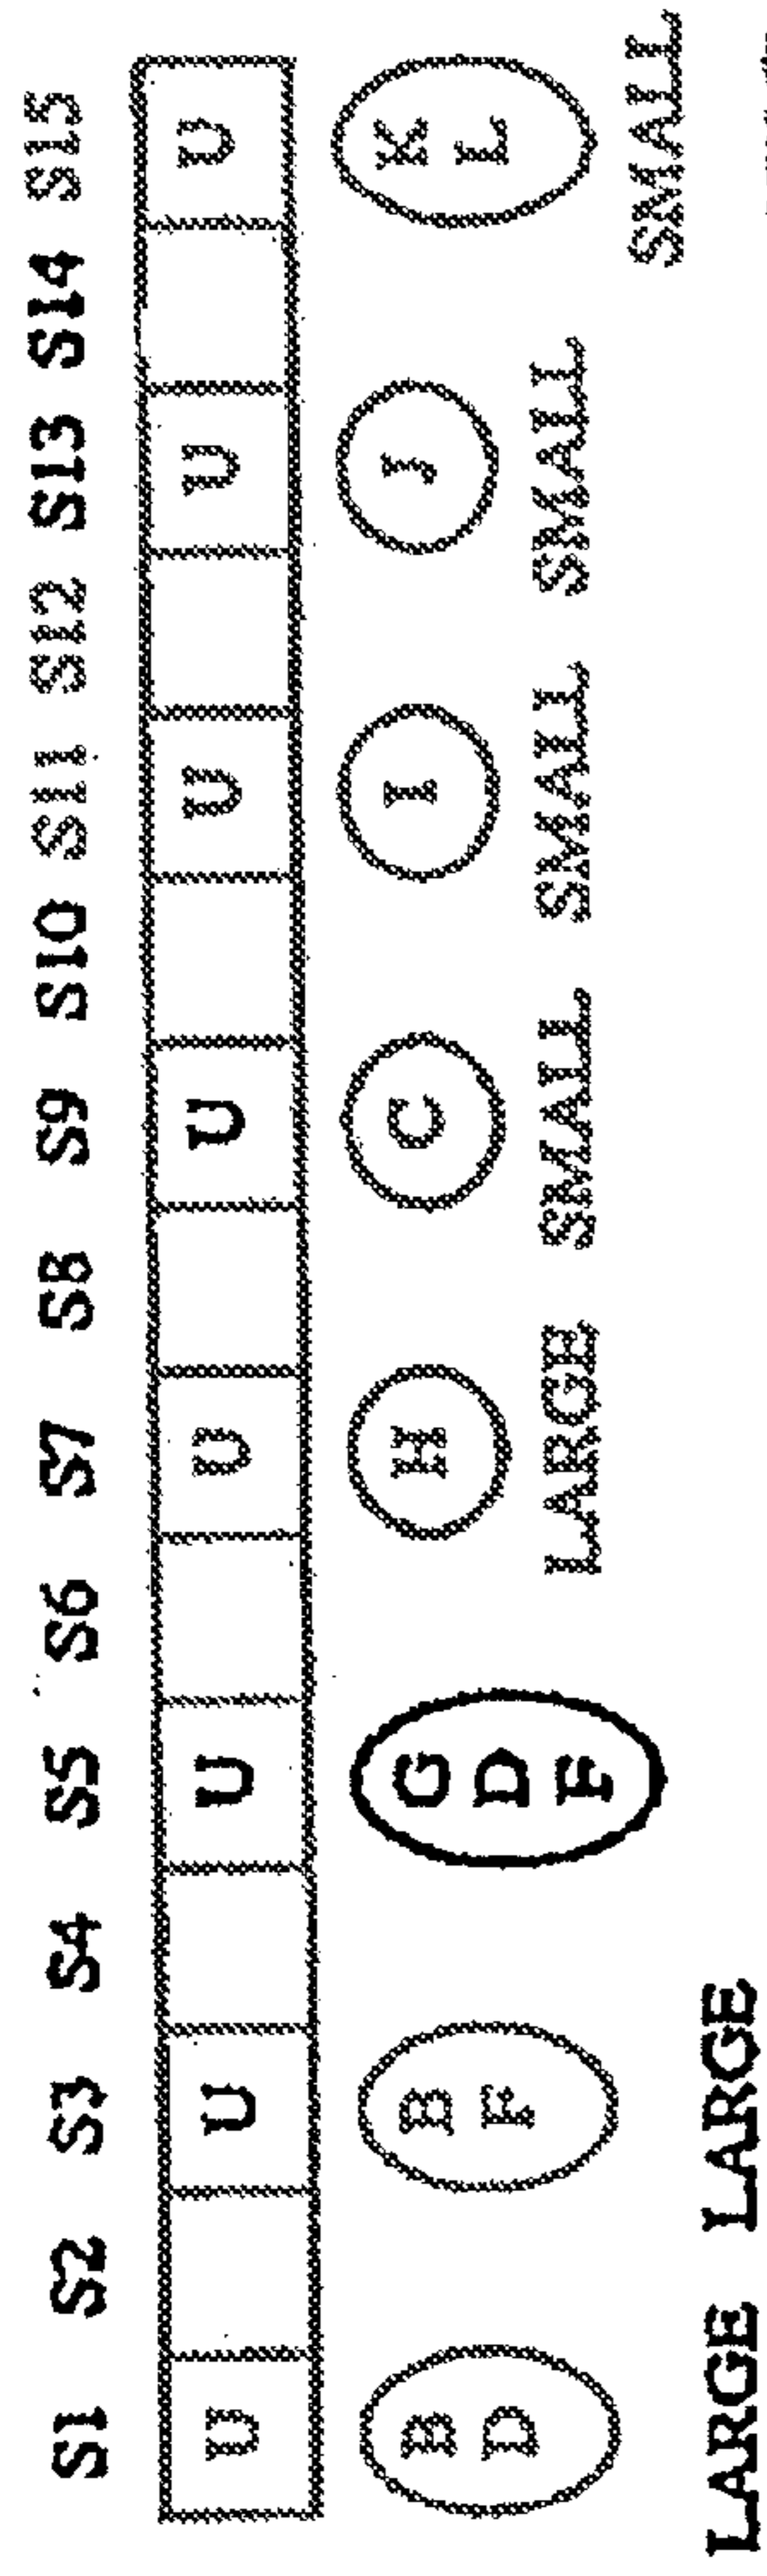 S1 S2 S3 S4 S5 S6 S7 S8 S9 S10 S11 S12 S13 S14 S15
U U U U U U U U
B B G H C I J K
D F D L
F
LARGE SMALL SMALL SMALL
LARGE LARGE SMALL